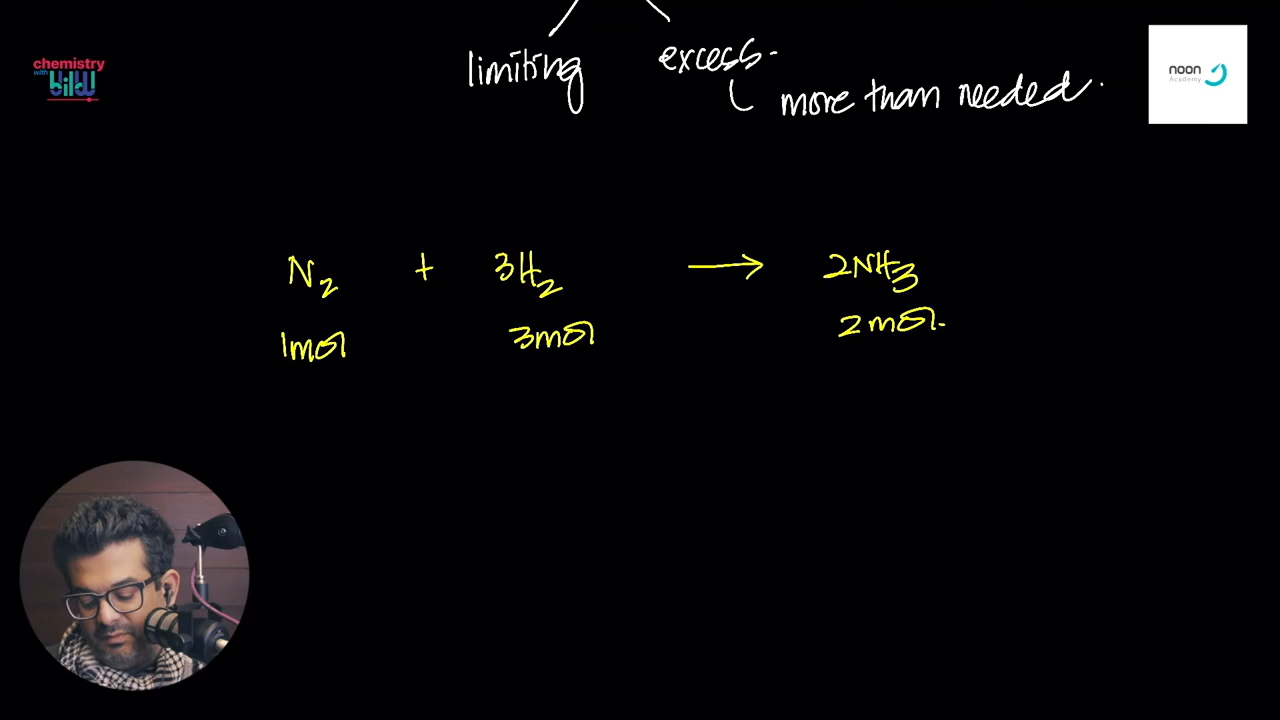 limiting excess.
more than needed.
chemistry
with
bilal
noon
Academy
N2 + 3H2 → 2NH3
1mol 3mol 2mol.